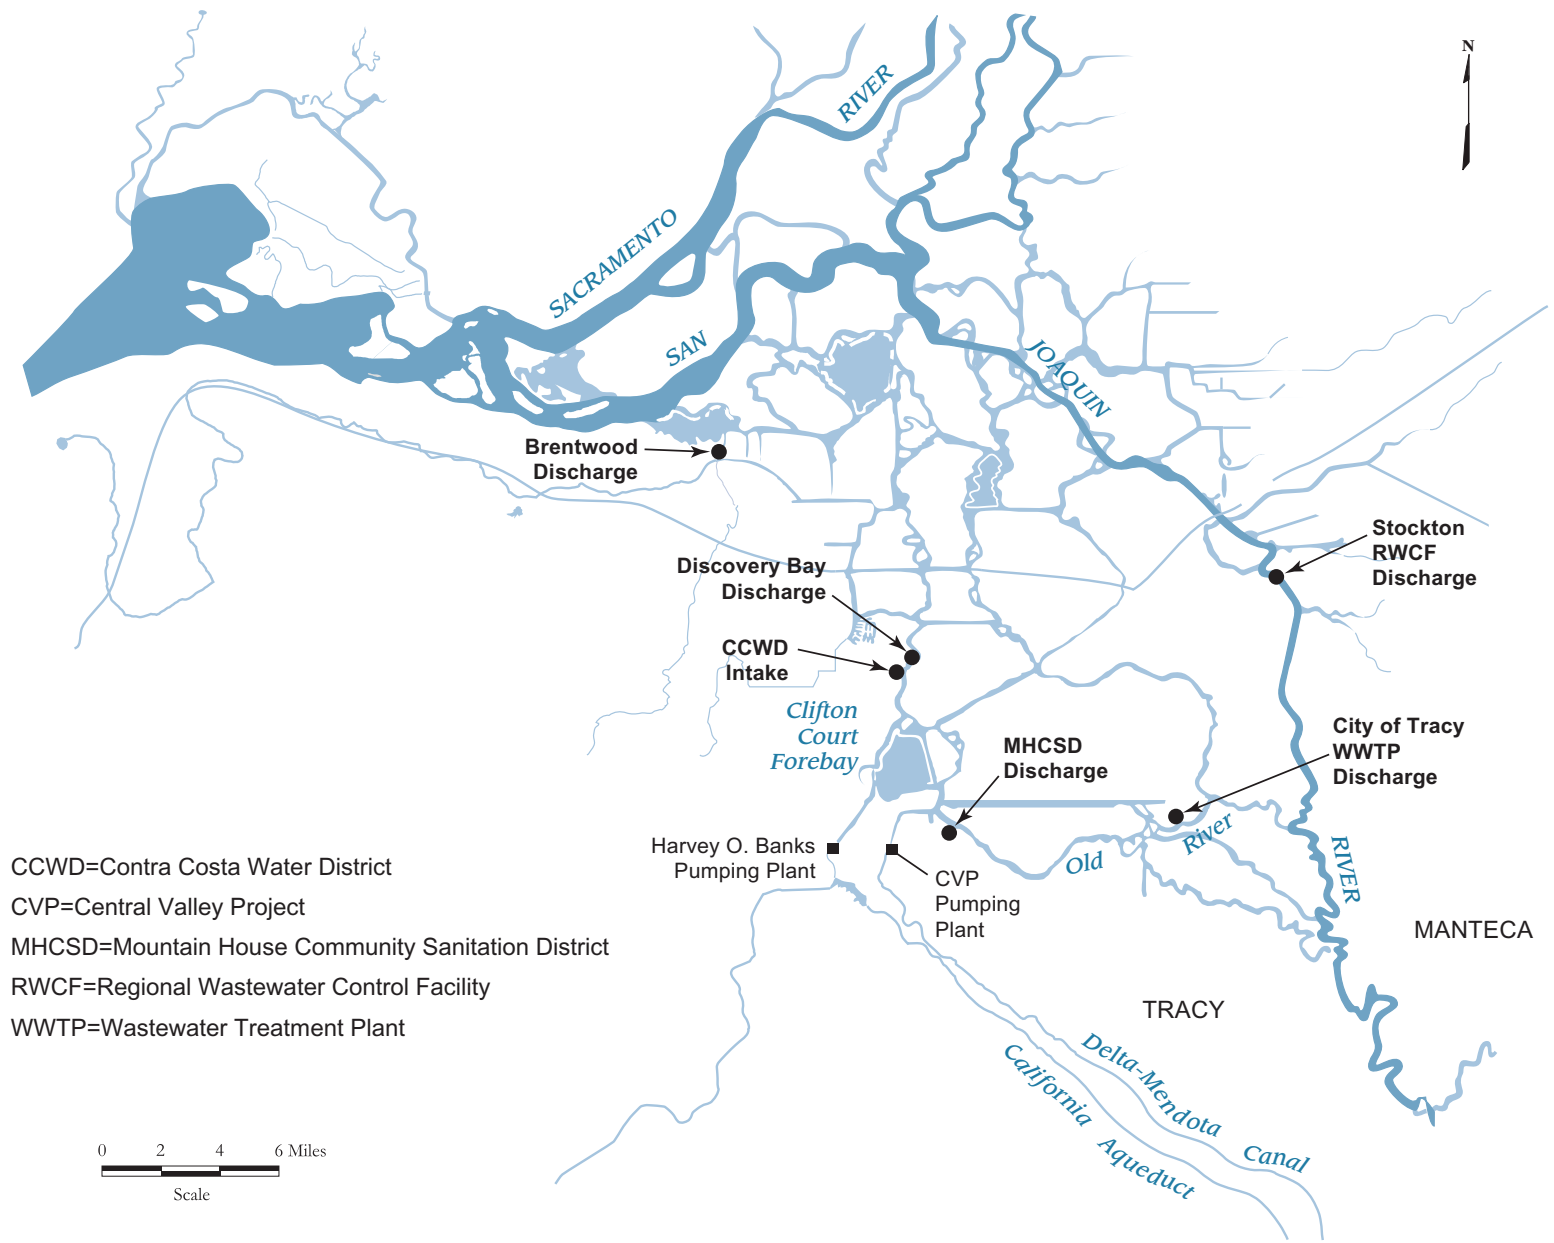 N
RIVER
SACRAMENTO
SAN
JOAQUIN
Brentwood
Discharge
Stockton
RWCF
Discharge
Discovery Bay
Discharge
CCWD
Intake
Clifton
Court
Forebay
MHCSD
Discharge
City of Tracy
WWTP
Discharge
River
Old
RIVER
Harvey O. Banks
Pumping Plant
CVP
Pumping
Plant
MANTECA
TRACY
CCWD=Contra Costa Water District
CVP=Central Valley Project
MHCSD=Mountain House Community Sanitation District
RWCF=Regional Wastewater Control Facility
WWTP=Wastewater Treatment Plant
Delta-Mendota Canal
California Aqueduct
0 2 4 6 Miles
Scale